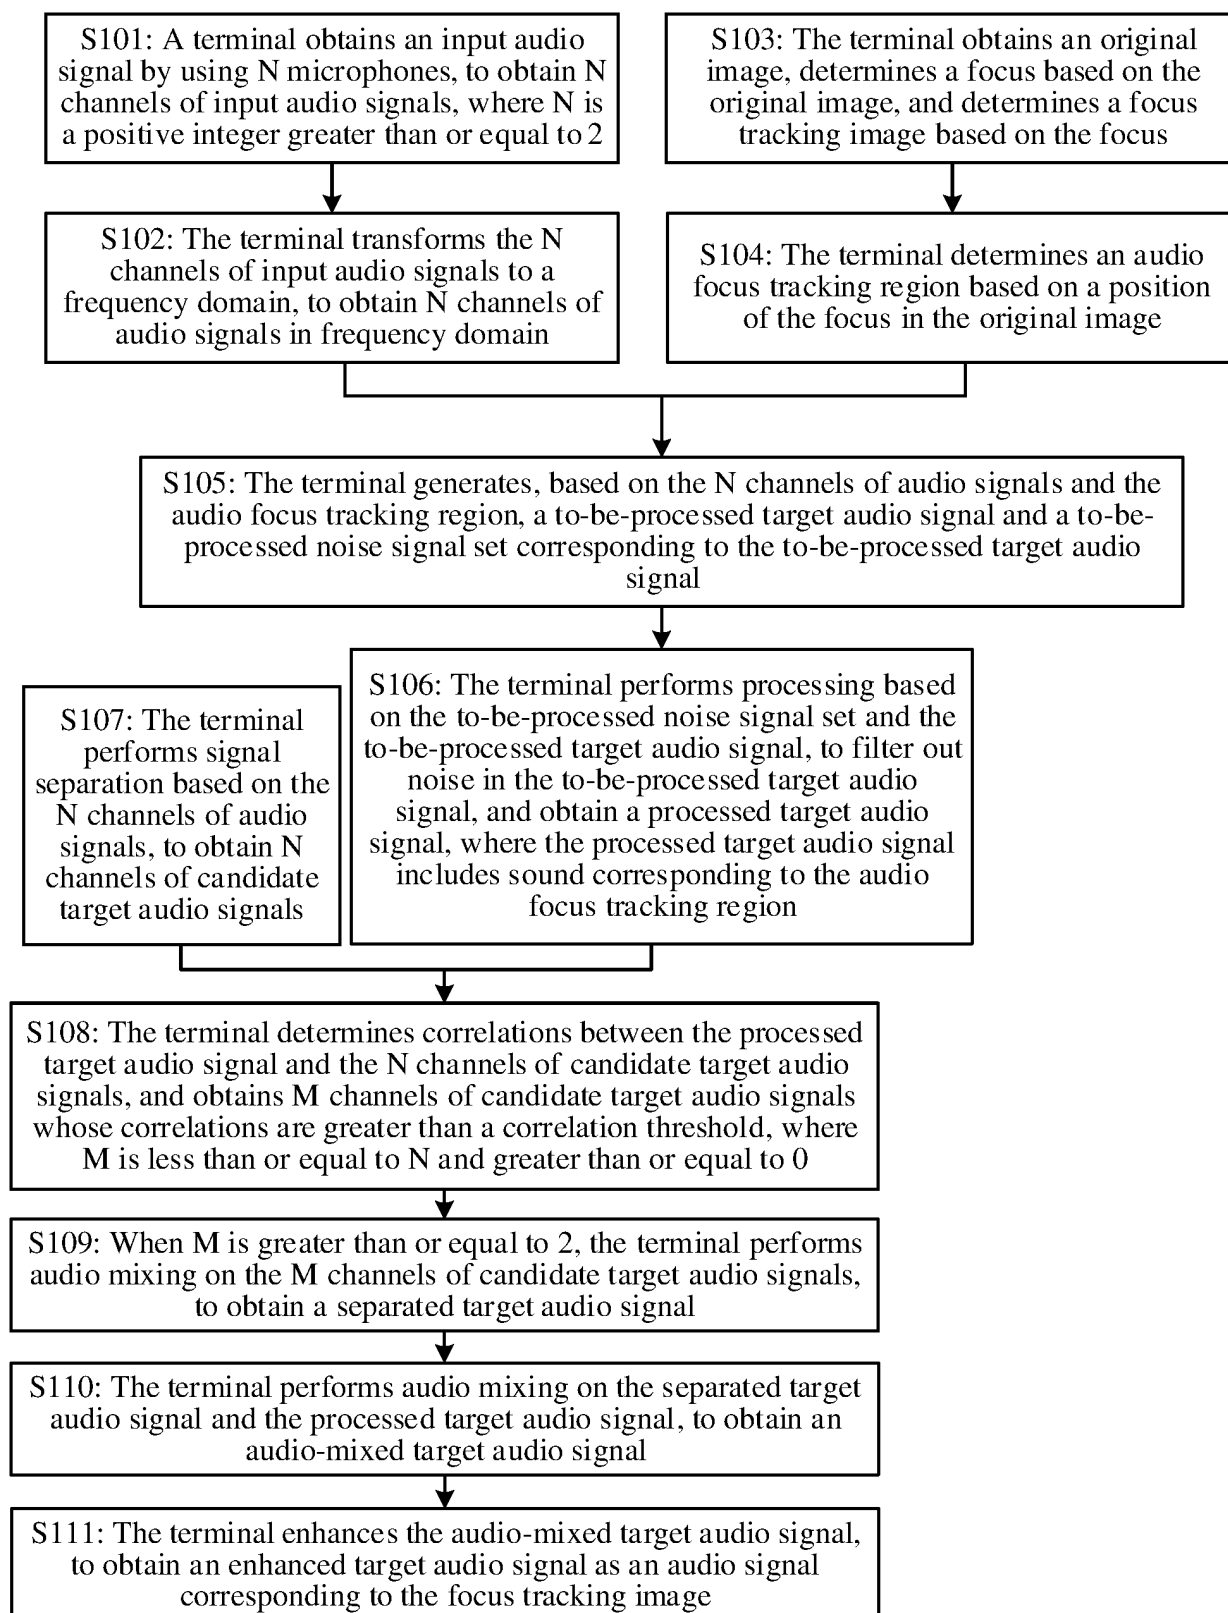 S101: A terminal obtains an input audio
signal by using N microphones, to obtain N
channels of input audio signals, where N is
a positive integer greater than or equal to 2
S103: The terminal obtains an original
image, determines a focus based on the
original image, and determines a focus
tracking image based on the focus
S102: The terminal transforms the N
channels of input audio signals to a
frequency domain, to obtain N channels of
audio signals in frequency domain
S104: The terminal determines an audio
focus tracking region based on a position
of the focus in the original image
S105: The terminal generates, based on the N channels of audio signals and the
audio focus tracking region, a to-be-processed target audio signal and a to-be-
processed noise signal set corresponding to the to-be-processed target audio
signal
S107: The terminal
performs signal
separation based on the
N channels of audio
signals, to obtain N
channels of candidate
target audio signals
S106: The terminal performs processing based
on the to-be-processed noise signal set and the
to-be-processed target audio signal, to filter out
noise in the to-be-processed target audio
signal, and obtain a processed target audio
signal, where the processed target audio signal
includes sound corresponding to the audio
focus tracking region
S108: The terminal determines correlations between the processed
target audio signal and the N channels of candidate target audio
signals, and obtains M channels of candidate target audio signals
whose correlations are greater than a correlation threshold, where
M is less than or equal to N and greater than or equal to 0
S109: When M is greater than or equal to 2, the terminal performs
audio mixing on the M channels of candidate target audio signals,
to obtain a separated target audio signal
S110: The terminal performs audio mixing on the separated target
audio signal and the processed target audio signal, to obtain an
audio-mixed target audio signal
S111: The terminal enhances the audio-mixed target audio signal,
to obtain an enhanced target audio signal as an audio signal
corresponding to the focus tracking image